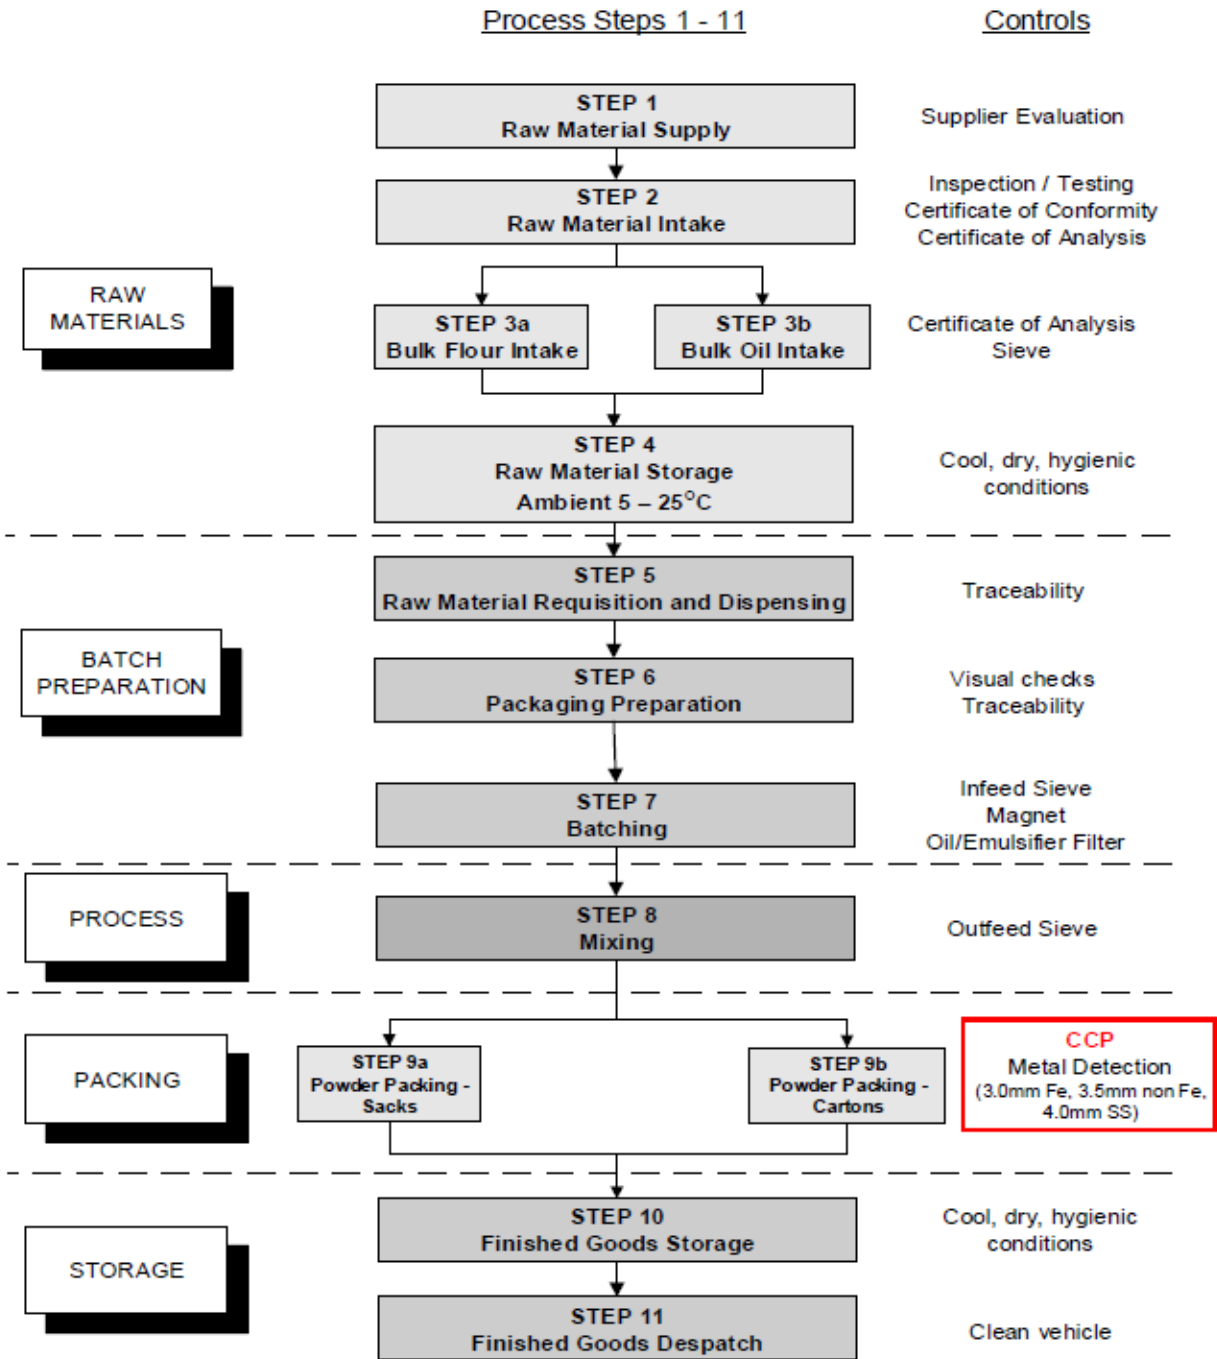 Process Steps 1 - 11
Controls
STEP 1
Raw Material Supply
Supplier Evaluation
STEP 2
Raw Material Intake
Inspection / Testing
Certificate of Conformity
Certificate of Analysis
RAW
MATERIALS
STEP 3a
Bulk Flour Intake
STEP 3b
Bulk Oil Intake
Certificate of Analysis
Sieve
STEP 4
Raw Material Storage
Ambient 5 – 25°C
Cool, dry, hygienic
conditions
STEP 5
Raw Material Requisition and Dispensing
Traceability
BATCH
PREPARATION
STEP 6
Packaging Preparation
Visual checks
Traceability
STEP 7
Batching
Infeed Sieve
Magnet
Oil/Emulsifier Filter
PROCESS
STEP 8
Mixing
Outfeed Sieve
PACKING
STEP 9a
Powder Packing -
Sacks
STEP 9b
Powder Packing -
Cartons
CCP
Metal Detection
(3.0mm Fe, 3.5mm non Fe,
4.0mm SS)
STORAGE
STEP 10
Finished Goods Storage
Cool, dry, hygienic
conditions
STEP 11
Finished Goods Despatch
Clean vehicle